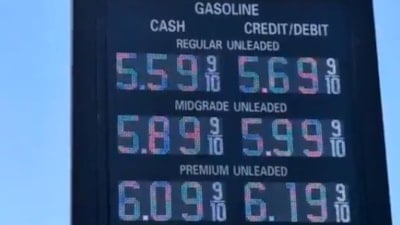 GASOLINE
CASH CREDIT/DEBIT
REGULAR UNLEADED
5.59 9/10 5.69 9/10
MIDGRADE UNLEADED
5.89 9/10 5.99 9/10
PREMIUM UNLEADED
6.09 9/10 6.19 9/10